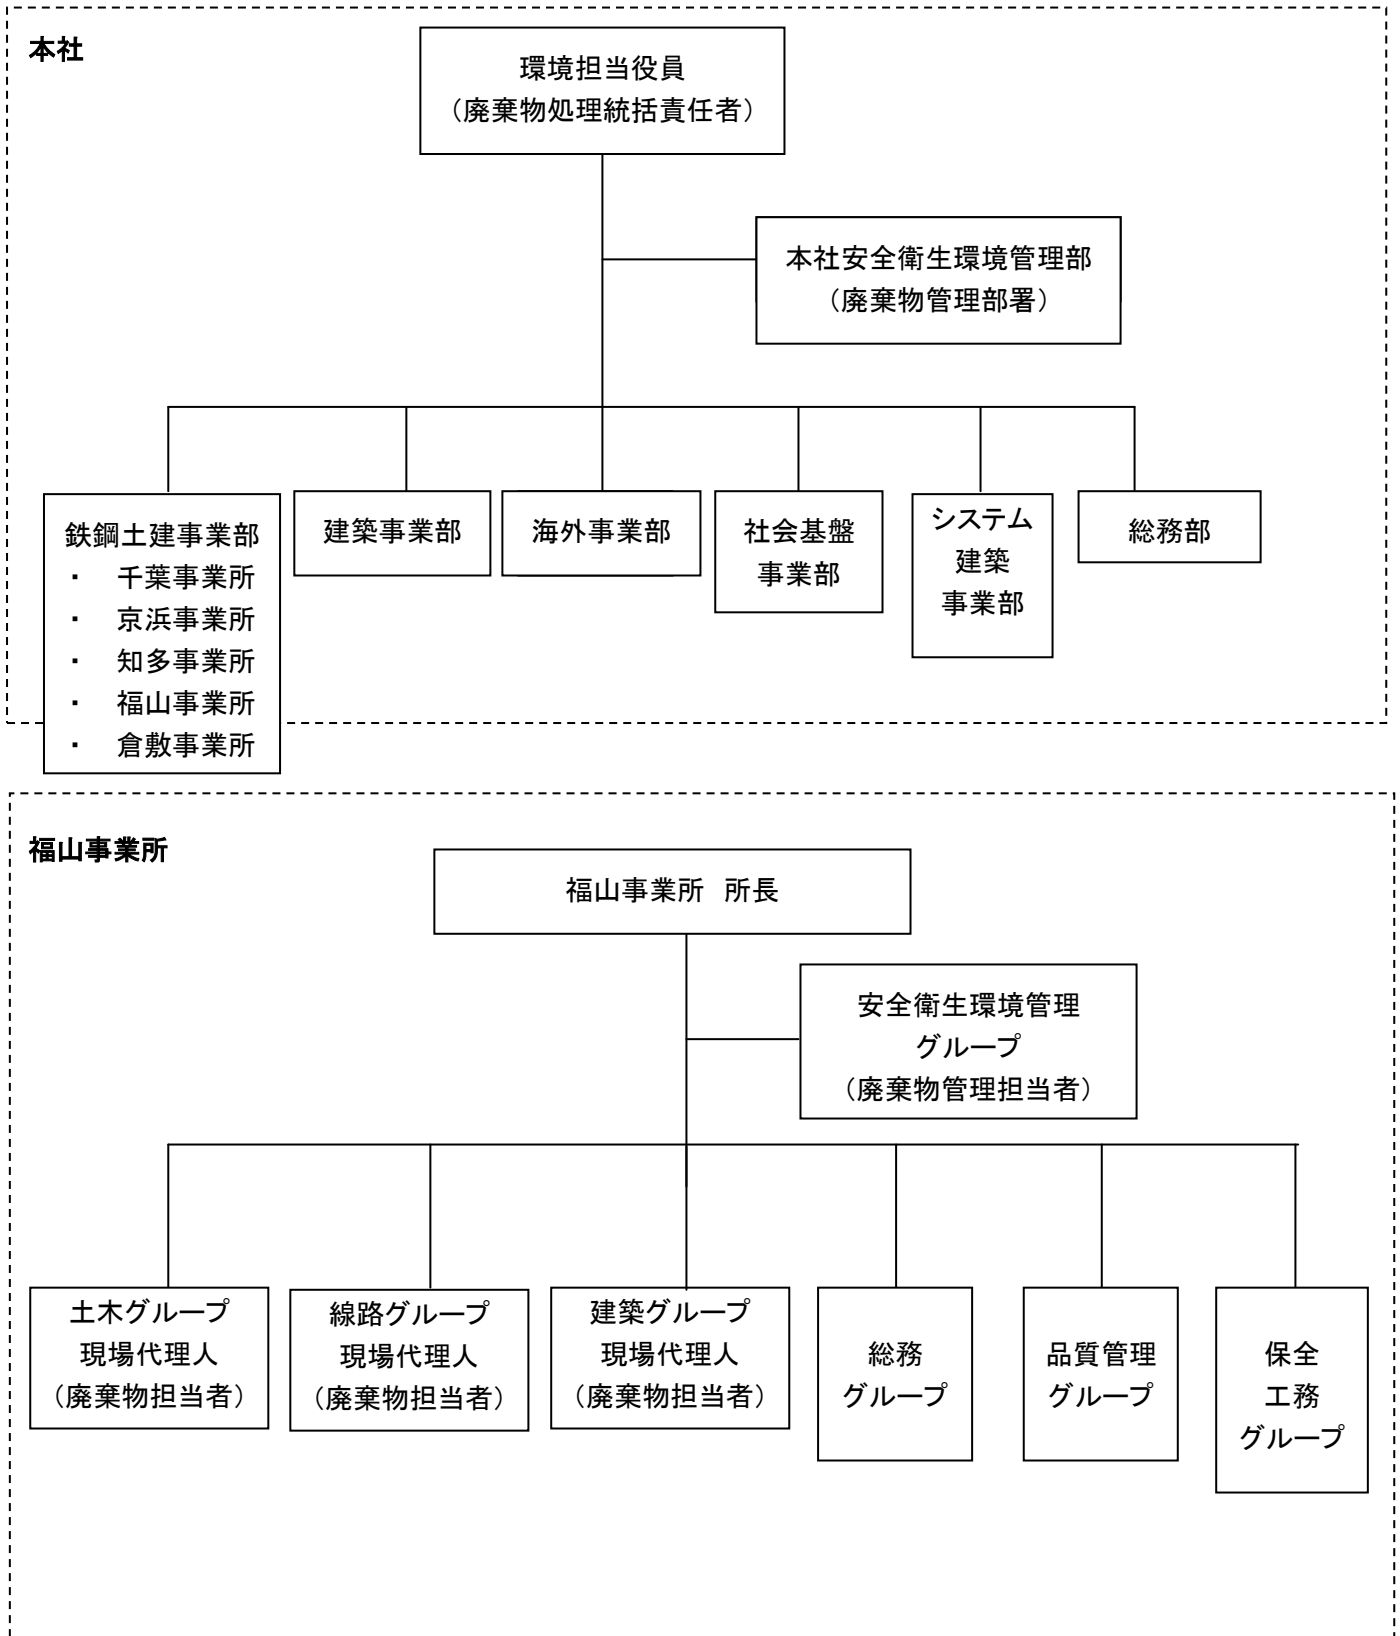 本社
環境担当役員
（廃棄物処理統括責任者）
本社安全衛生環境管理部
（廃棄物管理部署）
鉄鋼土建事業部
・ 千葉事業所
・ 京浜事業所
・ 知多事業所
・ 福山事業所
・ 倉敷事業所
建築事業部
海外事業部
社会基盤
事業部
システム
建築
事業部
総務部
福山事業所
福山事業所 所長
安全衛生環境管理
グループ
（廃棄物管理担当者）
土木グループ
現場代理人
（廃棄物担当者）
線路グループ
現場代理人
（廃棄物担当者）
建築グループ
現場代理人
（廃棄物担当者）
総務
グループ
品質管理
グループ
保全
工務
グループ